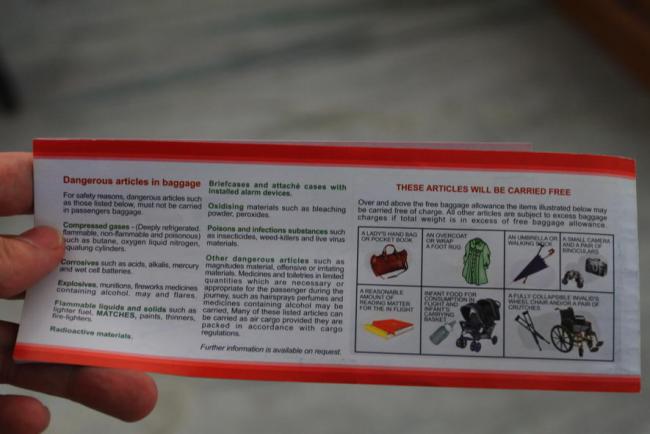 Dangerous articles in baggage
For safety reasons, dangerous articles such
as those listed below, must not be carried
in passengers baggage.
Compressed gases - (Deeply refrigerated,
flammable, non-flammable and poisonous)
such as butane, oxygen liquid nitrogen,
aqualung cylinders.
Corrosives such as acids, alkalis, mercury
and wet cell batteries.
Explosives, munitions, fireworks medicines
containing alcohol. may and flares.
Flammable liquids and solids such as
lighter fuel, MATCHES, paints, thinners,
fire-lighters.
Radioactive materials.
Briefcases and attaché cases with
installed alarm devices.
Oxidising materials such as bleaching
powder, peroxides.
Poisons and infections substances such
as insecticides, weed-killers and live virus
materials.
Other dangerous articles such as
magnitudes material, offensive or irritating
materials. Medicines and toiletries in limited
quantities which are necessary or
appropriate for the passenger during the
journey, such as hairsprays perfumes and
medicines containing alcohol may be
carried, Many of these listed articles can
be carried as air cargo provided they are
packed in accordance with cargo
regulations.
Further information is available on request.
THESE ARTICLES WILL BE CARRIED FREE
Over and above the free baggage allowance the items illustrated below may
be carried free of charge. All other articles are subject to excess baggage
charges if total weight is in excess of free baggage allowance.
A LADY'S HAND BAG
OR POCKET BOOK
AN OVERCOAT
OR WRAP
A FOOT RUG
AN UMBRELLA OR
WALKING
A SMALL CAMERA
AND A PAIR OF
BINOCULARS
A REASONABLE
AMOUNT OF
READING MATTER
FOR THE IN FLIGHT
INFANT FOOD FOR
CONSUMPTION IN
FLIGHT AND
INFANT'S
CARRYING
BASKET
A FULLY COLLAPSIBLE INVALID'S
WHEEL CHAIR AND/OR A PAIR OF
CRUTCHES